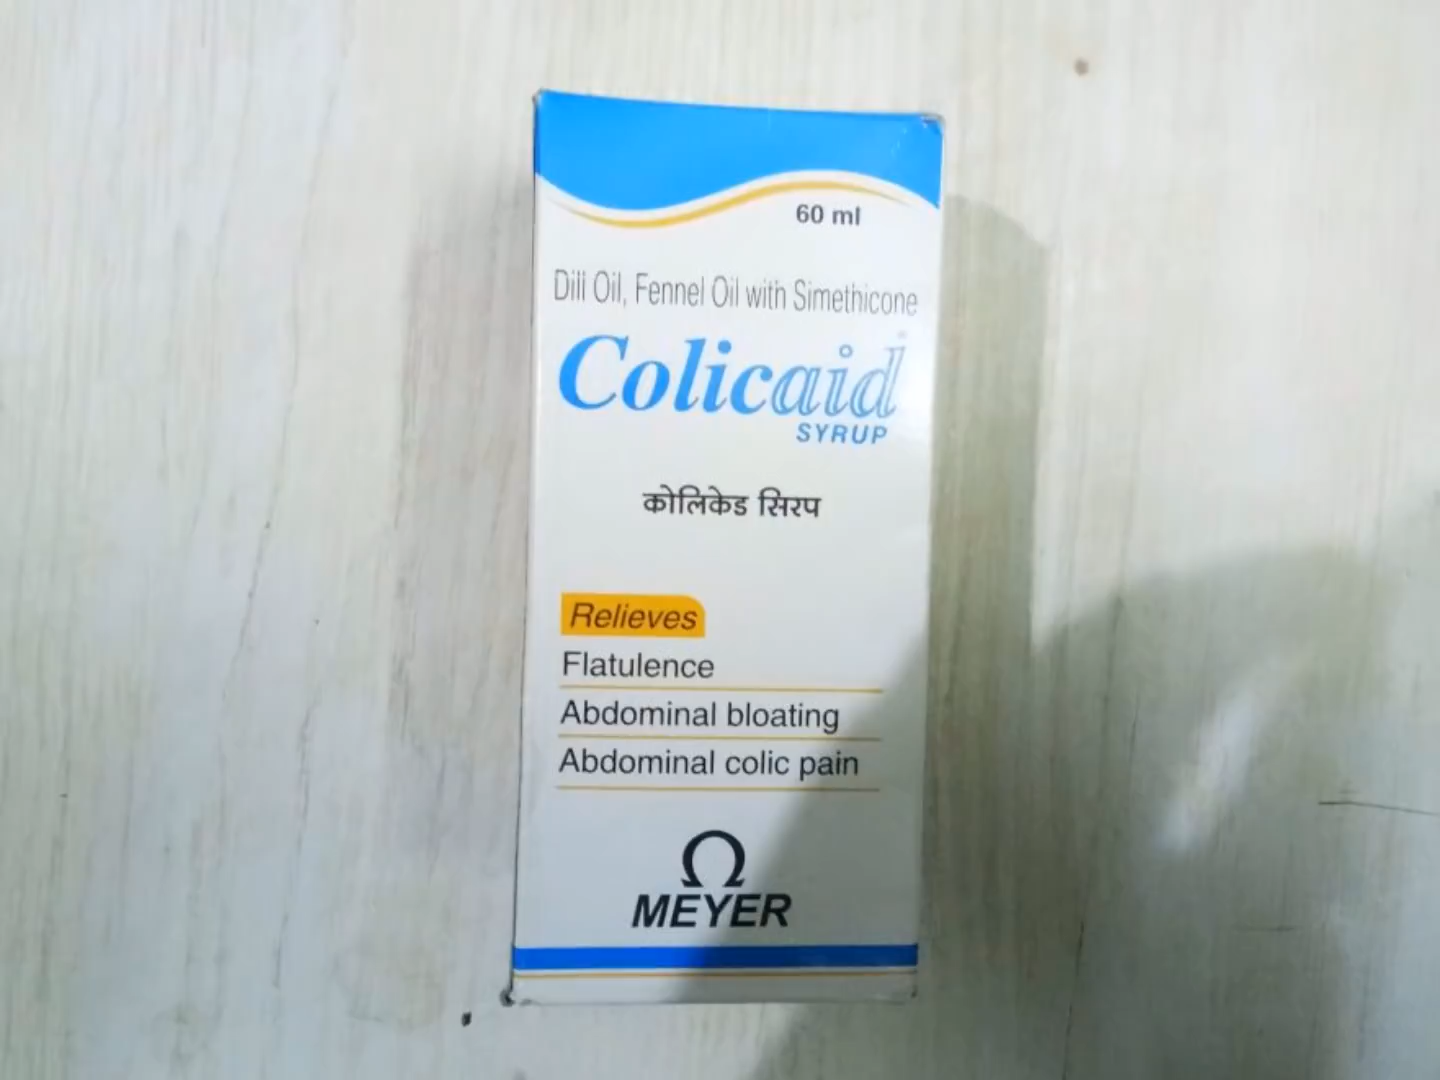 60 ml
Dill Oil, Fennel Oil with Simethicone
Colicaid
SYRUP
कोलिकेड सिरप
Relieves
Flatulence
Abdominal bloating
Abdominal colic pain
MEYER